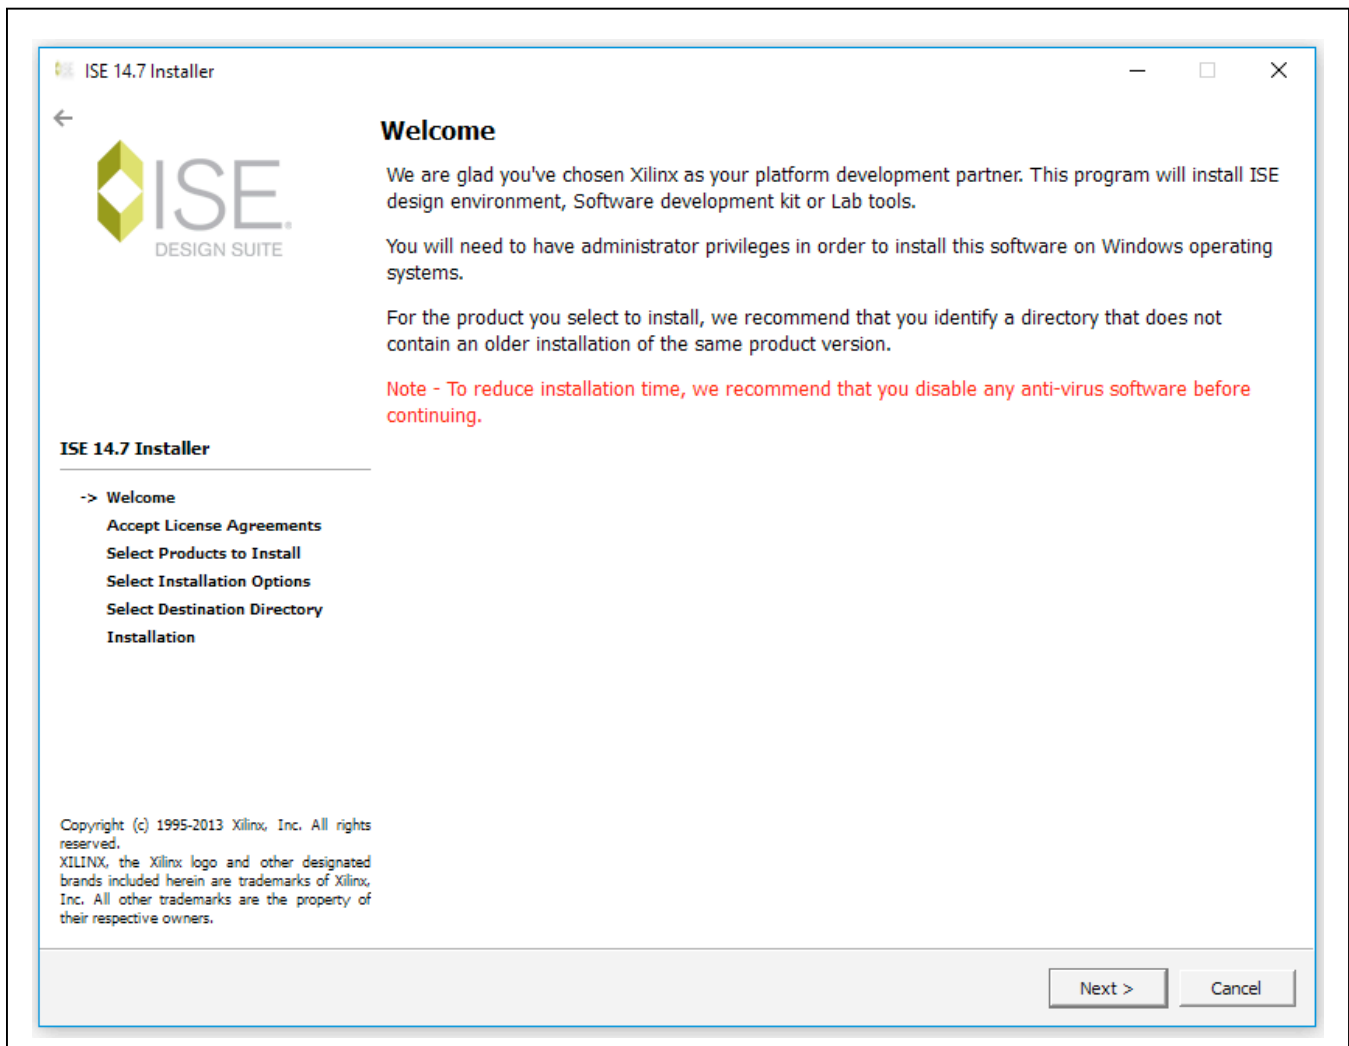 ISE 14.7 Installer
ISE.
DESIGN SUITE
Welcome
We are glad you've chosen Xilinx as your platform development partner. This program will install ISE
design environment, Software development kit or Lab tools.
You will need to have administrator privileges in order to install this software on Windows operating
systems.
For the product you select to install, we recommend that you identify a directory that does not
contain an older installation of the same product version.
Note - To reduce installation time, we recommend that you disable any anti-virus software before
continuing.
ISE 14.7 Installer
-> Welcome
Accept License Agreements
Select Products to Install
Select Installation Options
Select Destination Directory
Installation
Copyright (c) 1995-2013 Xilinx, Inc. All rights
reserved.
XILINX, the Xilinx logo and other designated
brands included herein are trademarks of Xilinx,
Inc. All other trademarks are the property of
their respective owners.
Next >
Cancel